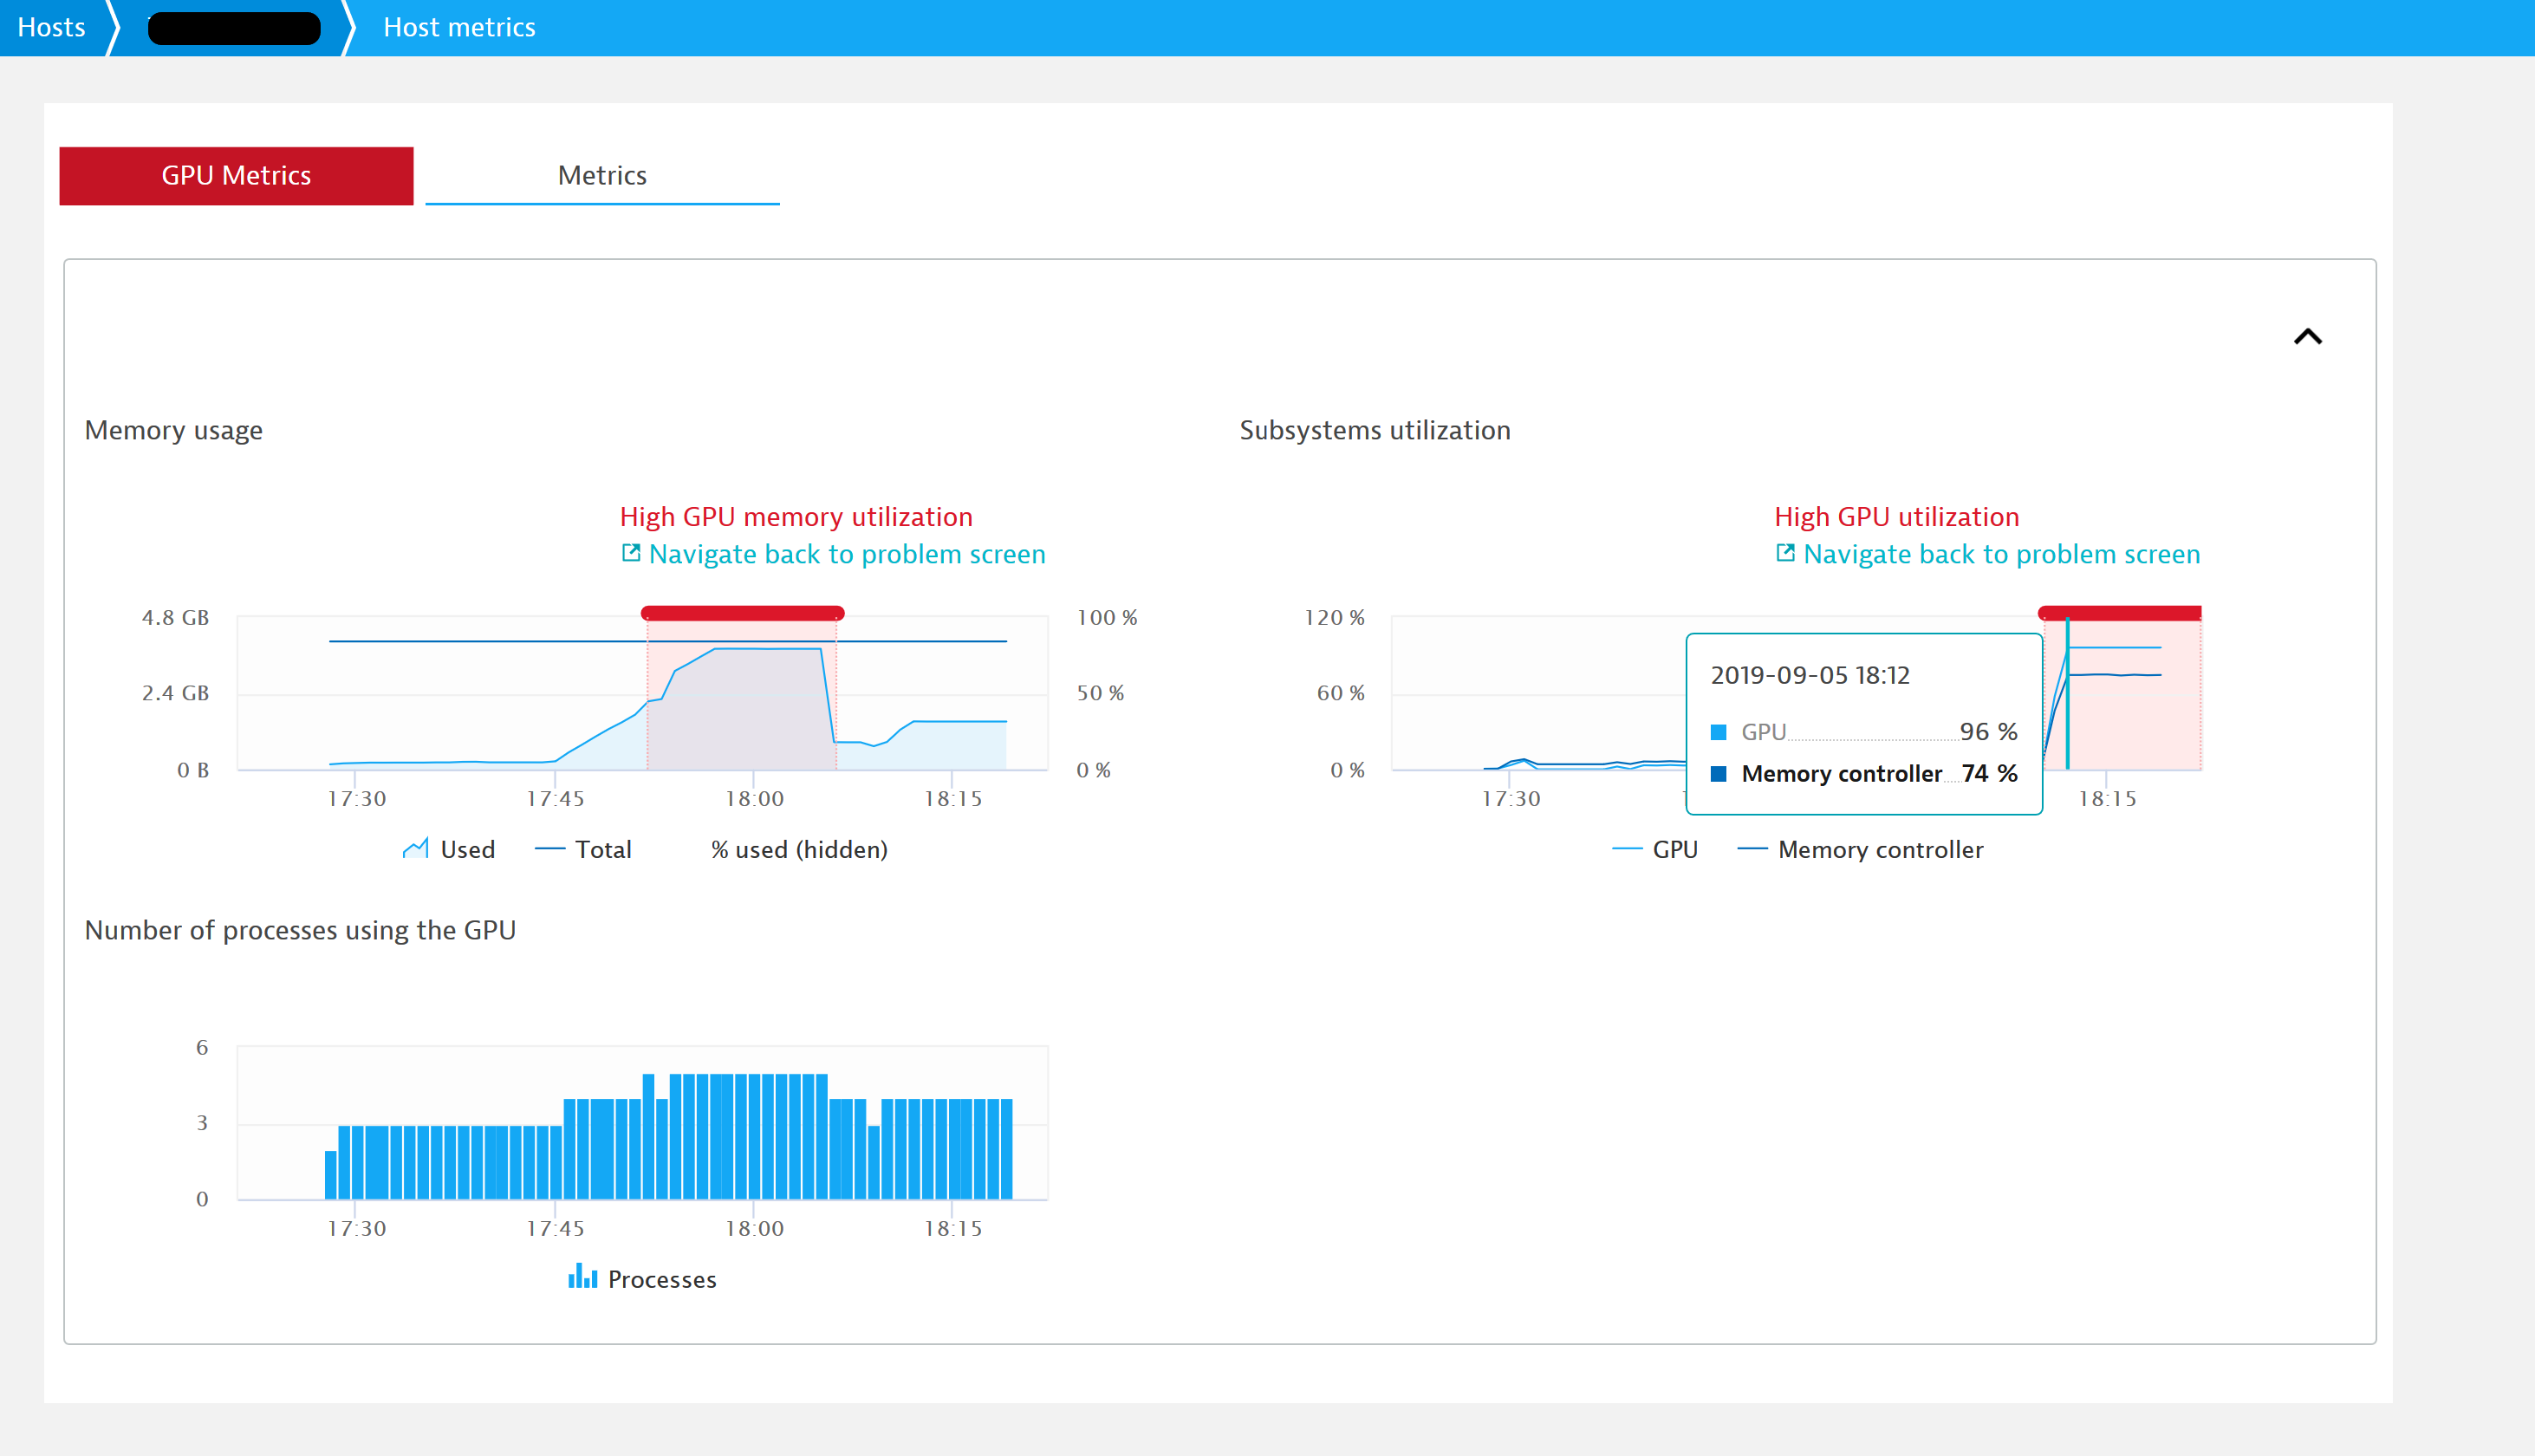 Hosts
Host metrics
GPU Metrics
Metrics
Memory usage
High GPU memory utilization
Navigate back to problem screen
4.8 GB
2.4 GB
0 B
100 %
50 %
0 %
17:30
17:45
18:00
18:15
Used
Total
% used (hidden)
Subsystems utilization
High GPU utilization
Navigate back to problem screen
120 %
60 %
0 %
2019-09-05 18:12
GPU 96 %
Memory controller 74 %
17:30
18:15
GPU
Memory controller
Number of processes using the GPU
6
3
0
17:30
17:45
18:00
18:15
Processes